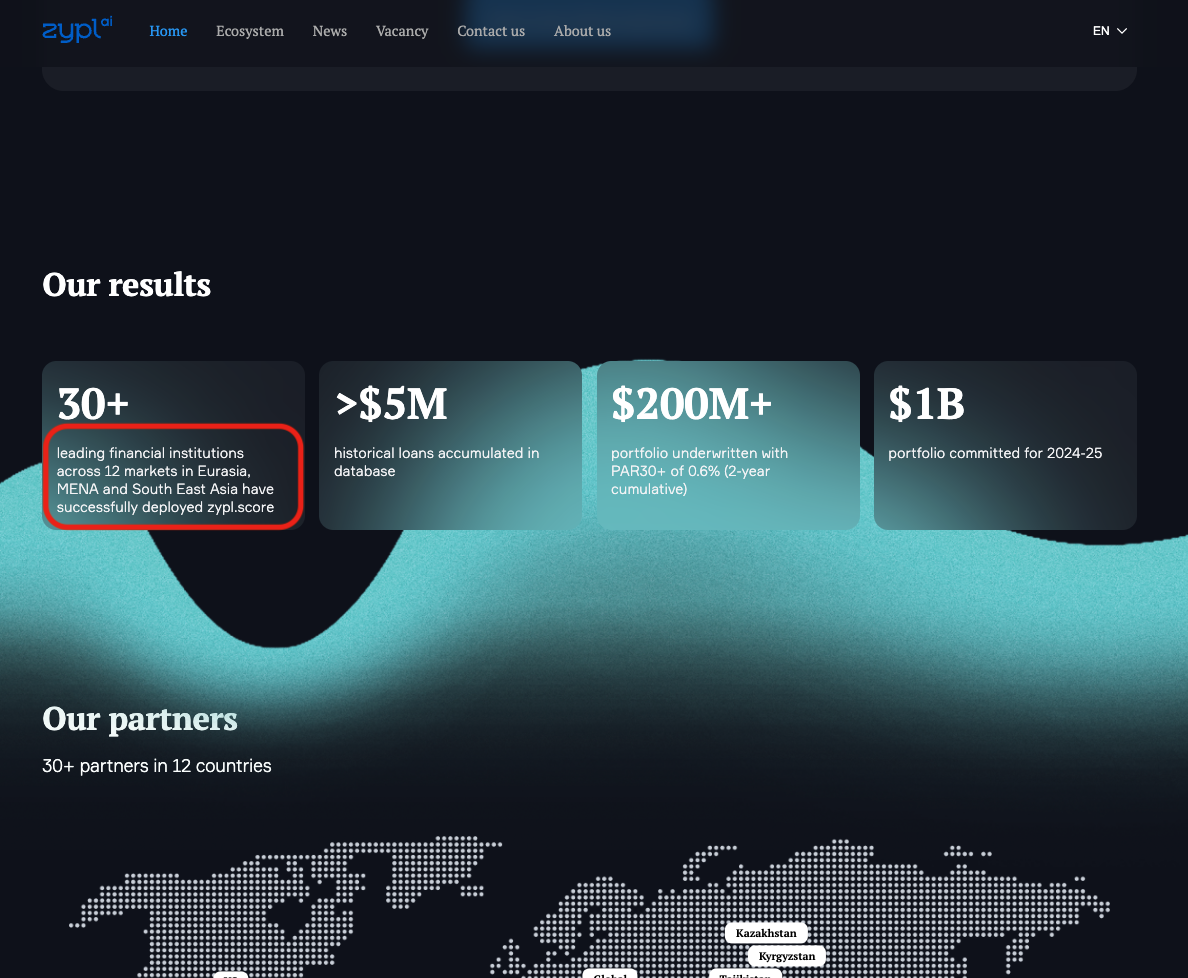 zypl ai
Home Ecosystem News Vacancy Contact us About us EN
Our results
30+
leading financial institutions
across 12 markets in Eurasia,
MENA and South East Asia have
successfully deployed zypl.score
>$5M
historical loans accumulated in
database
$200M+
portfolio underwritten with
PAR30+ of 0.6% (2-year
cumulative)
$1B
portfolio committed for 2024-25
Our partners
30+ partners in 12 countries
Kazakhstan
Kyrgyzstan
Global
Tajikistan